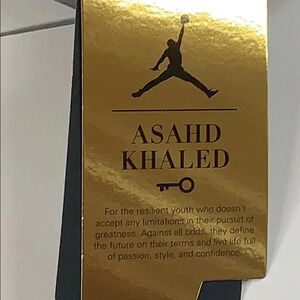 ASAHD
KHALED
For the resilient youth who doesn't
accept any limitations in their pursuit of
greatness. Against all odds, they define
the future on their terms and live life full
of passion, style, and confidence.